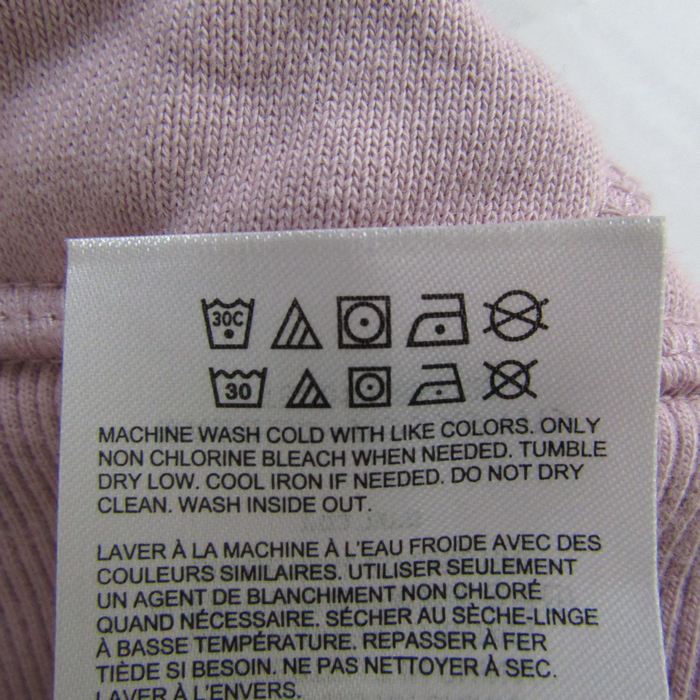 30C
30
MACHINE WASH COLD WITH LIKE COLORS. ONLY
NON CHLORINE BLEACH WHEN NEEDED. TUMBLE
DRY LOW. COOL IRON IF NEEDED. DO NOT DRY
CLEAN. WASH INSIDE OUT.
LAVER À LA MACHINE À L'EAU FROIDE AVEC DES
COULEURS SIMILAIRES. UTILISER SEULEMENT
UN AGENT DE BLANCHIMENT NON CHLORÉ
QUAND NÉCESSAIRE. SÉCHER AU SÈCHE-LINGE
À BASSE TEMPÉRATURE. REPASSER À FER
TIÈDE SI BESOIN. NE PAS NETTOYER À SEC.
LAVER À L'ENVERS.